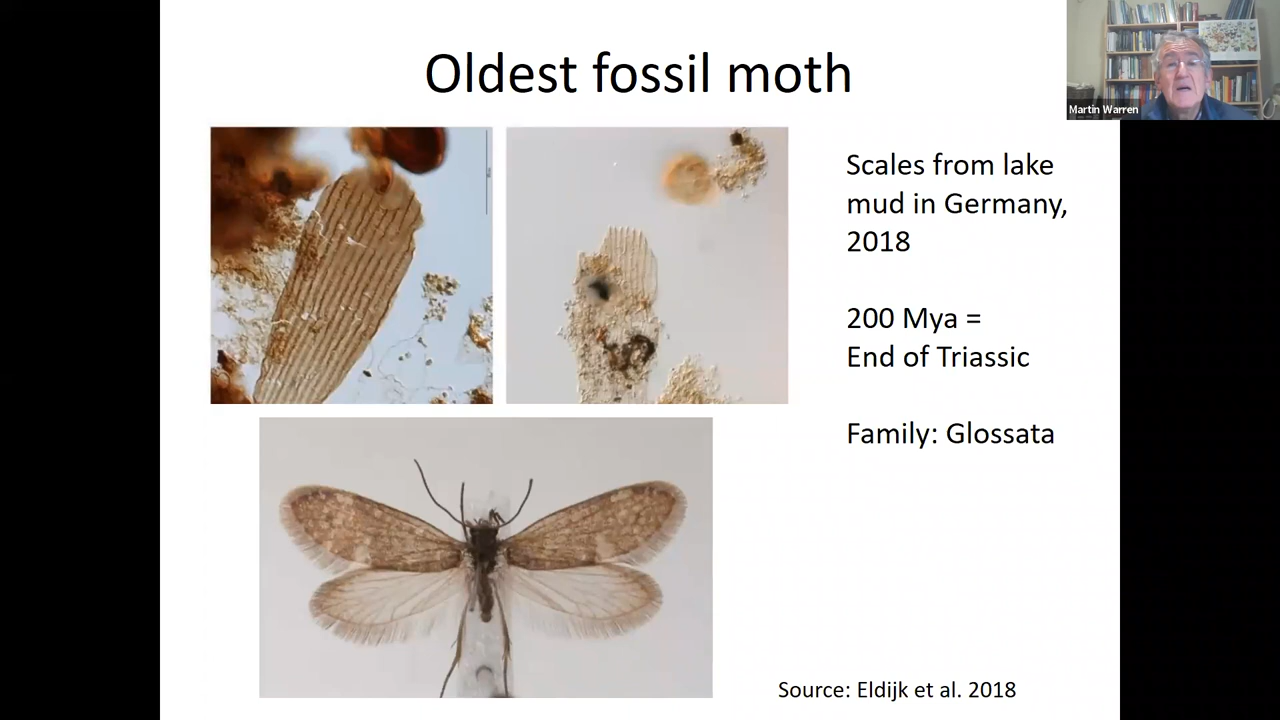 Oldest fossil moth
Martin Warren
Scales from lake
mud in Germany,
2018
200 Mya =
End of Triassic
Family: Glossata
Source: Eldijk et al. 2018